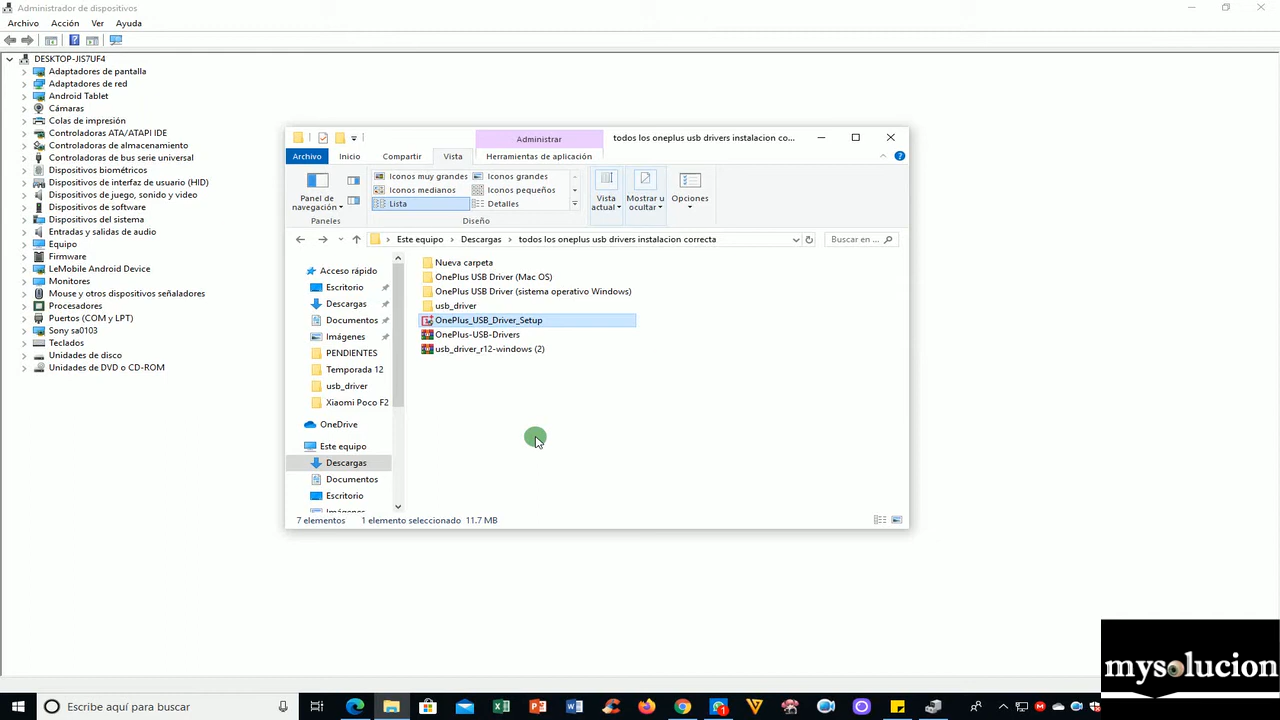 Administrador de dispositivos
Archivo Acción Ver Ayuda
DESKTOP-JIS7UF4
Adaptadores de pantalla
Adaptadores de red
Android Tablet
Cámaras
Colas de impresión
Controladoras ATA/ATAPI IDE
Controladoras de almacenamiento
Controladoras de bus serie universal
Dispositivos biométricos
Dispositivos de interfaz de usuario (HID)
Dispositivos de juego, sonido y video
Dispositivos de software
Dispositivos del sistema
Entradas y salidas de audio
Equipo
Firmware
LeMobile Android Device
Monitores
Mouse y otros dispositivos señaladores
Procesadores
Puertos (COM y LPT)
Sony sa0103
Teclados
Unidades de disco
Unidades de DVD o CD-ROM
Administrar
todos los oneplus usb drivers instalacion co...
Archivo Inicio Compartir Vista Herramientas de aplicación
Panel de navegación
Paneles
Iconos muy grandes Iconos grandes
Iconos medianos Iconos pequeños
Lista Detalles
Diseño
Vista actual
Mostrar u ocultar
Opciones
Este equipo Descargas todos los oneplus usb drivers instalacion correcta
Buscar en ...
Acceso rápido
Escritorio
Descargas
Documentos
Imágenes
PENDIENTES
Temporada 12
usb_driver
Xiaomi Poco F2
OneDrive
Este equipo
Descargas
Documentos
Escritorio
Imágenes
Nueva carpeta
OnePlus USB Driver (Mac OS)
OnePlus USB Driver (sistema operativo Windows)
usb_driver
OnePlus_USB_Driver_Setup
OnePlus-USB-Drivers
usb_driver_r12-windows (2)
7 elementos 1 elemento seleccionado 11.7 MB
mysolucion
Escribe aquí para buscar